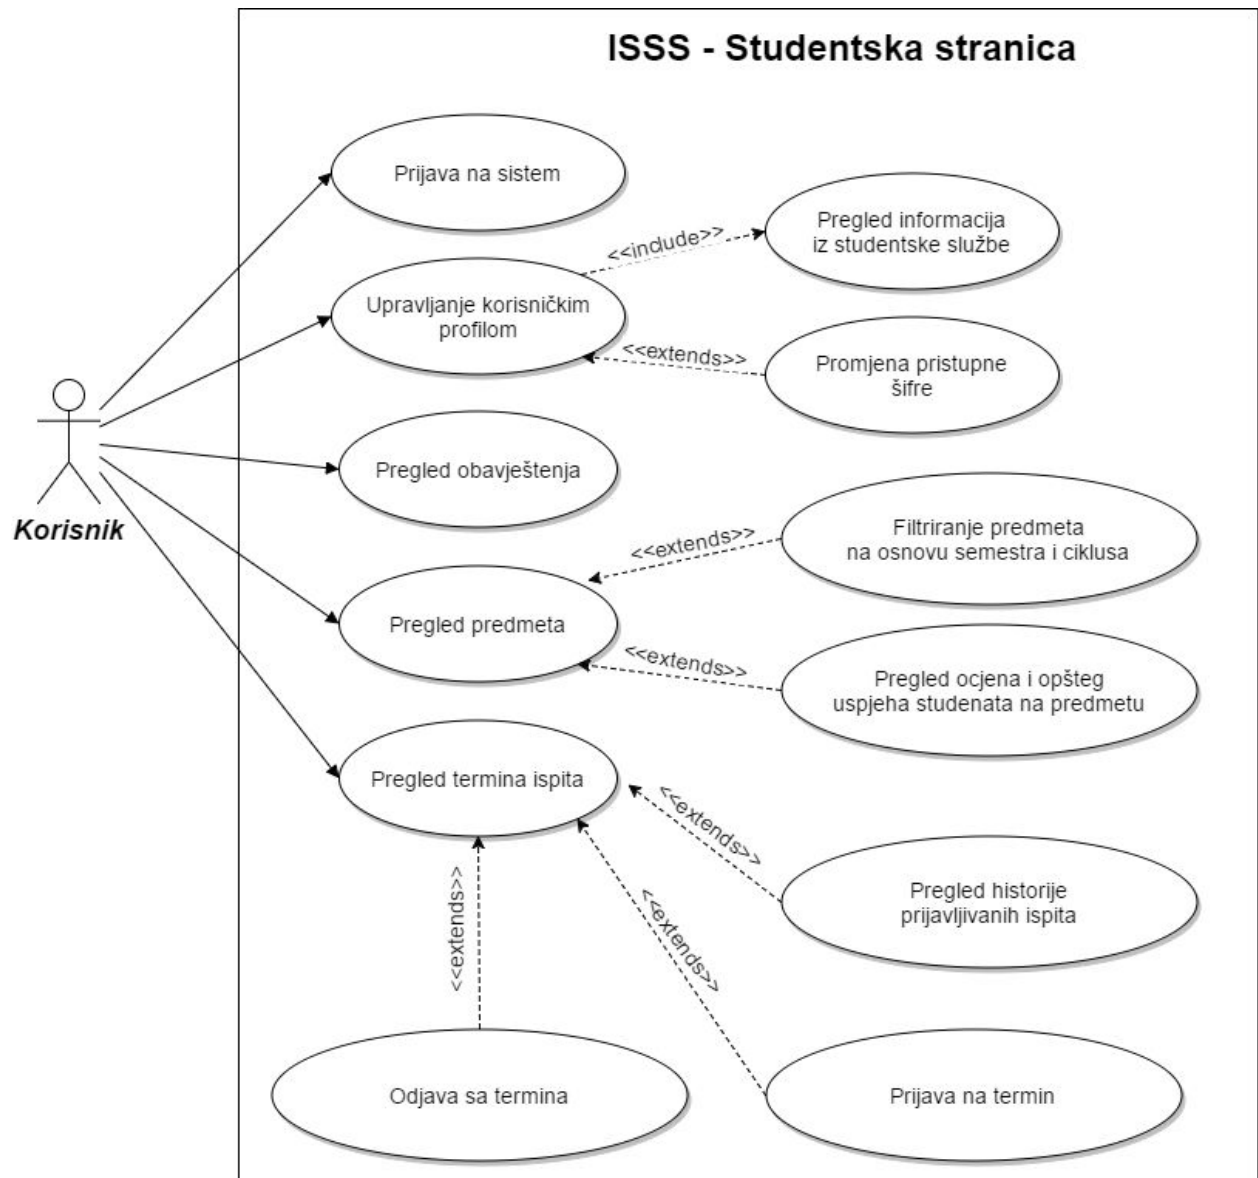 ISSS - Studentska stranica
Prijava na sistem
Pregled informacija
iz studentske službe
<<include>>
Upravljanje korisničkim
profilom
<<extends>>
Promjena pristupne
šifre
Pregled obavještenja
Korisnik
Filtriranje predmeta
na osnovu semestra i ciklusa
<<extends>>
Pregled predmeta
<<extends>>
Pregled ocjena i opšteg
uspjeha studenata na predmetu
Pregled termina ispita
<<extends>>
Pregled historije
prijavljivanih ispita
<<extends>>
<<extends>>
Odjava sa termina
Prijava na termin